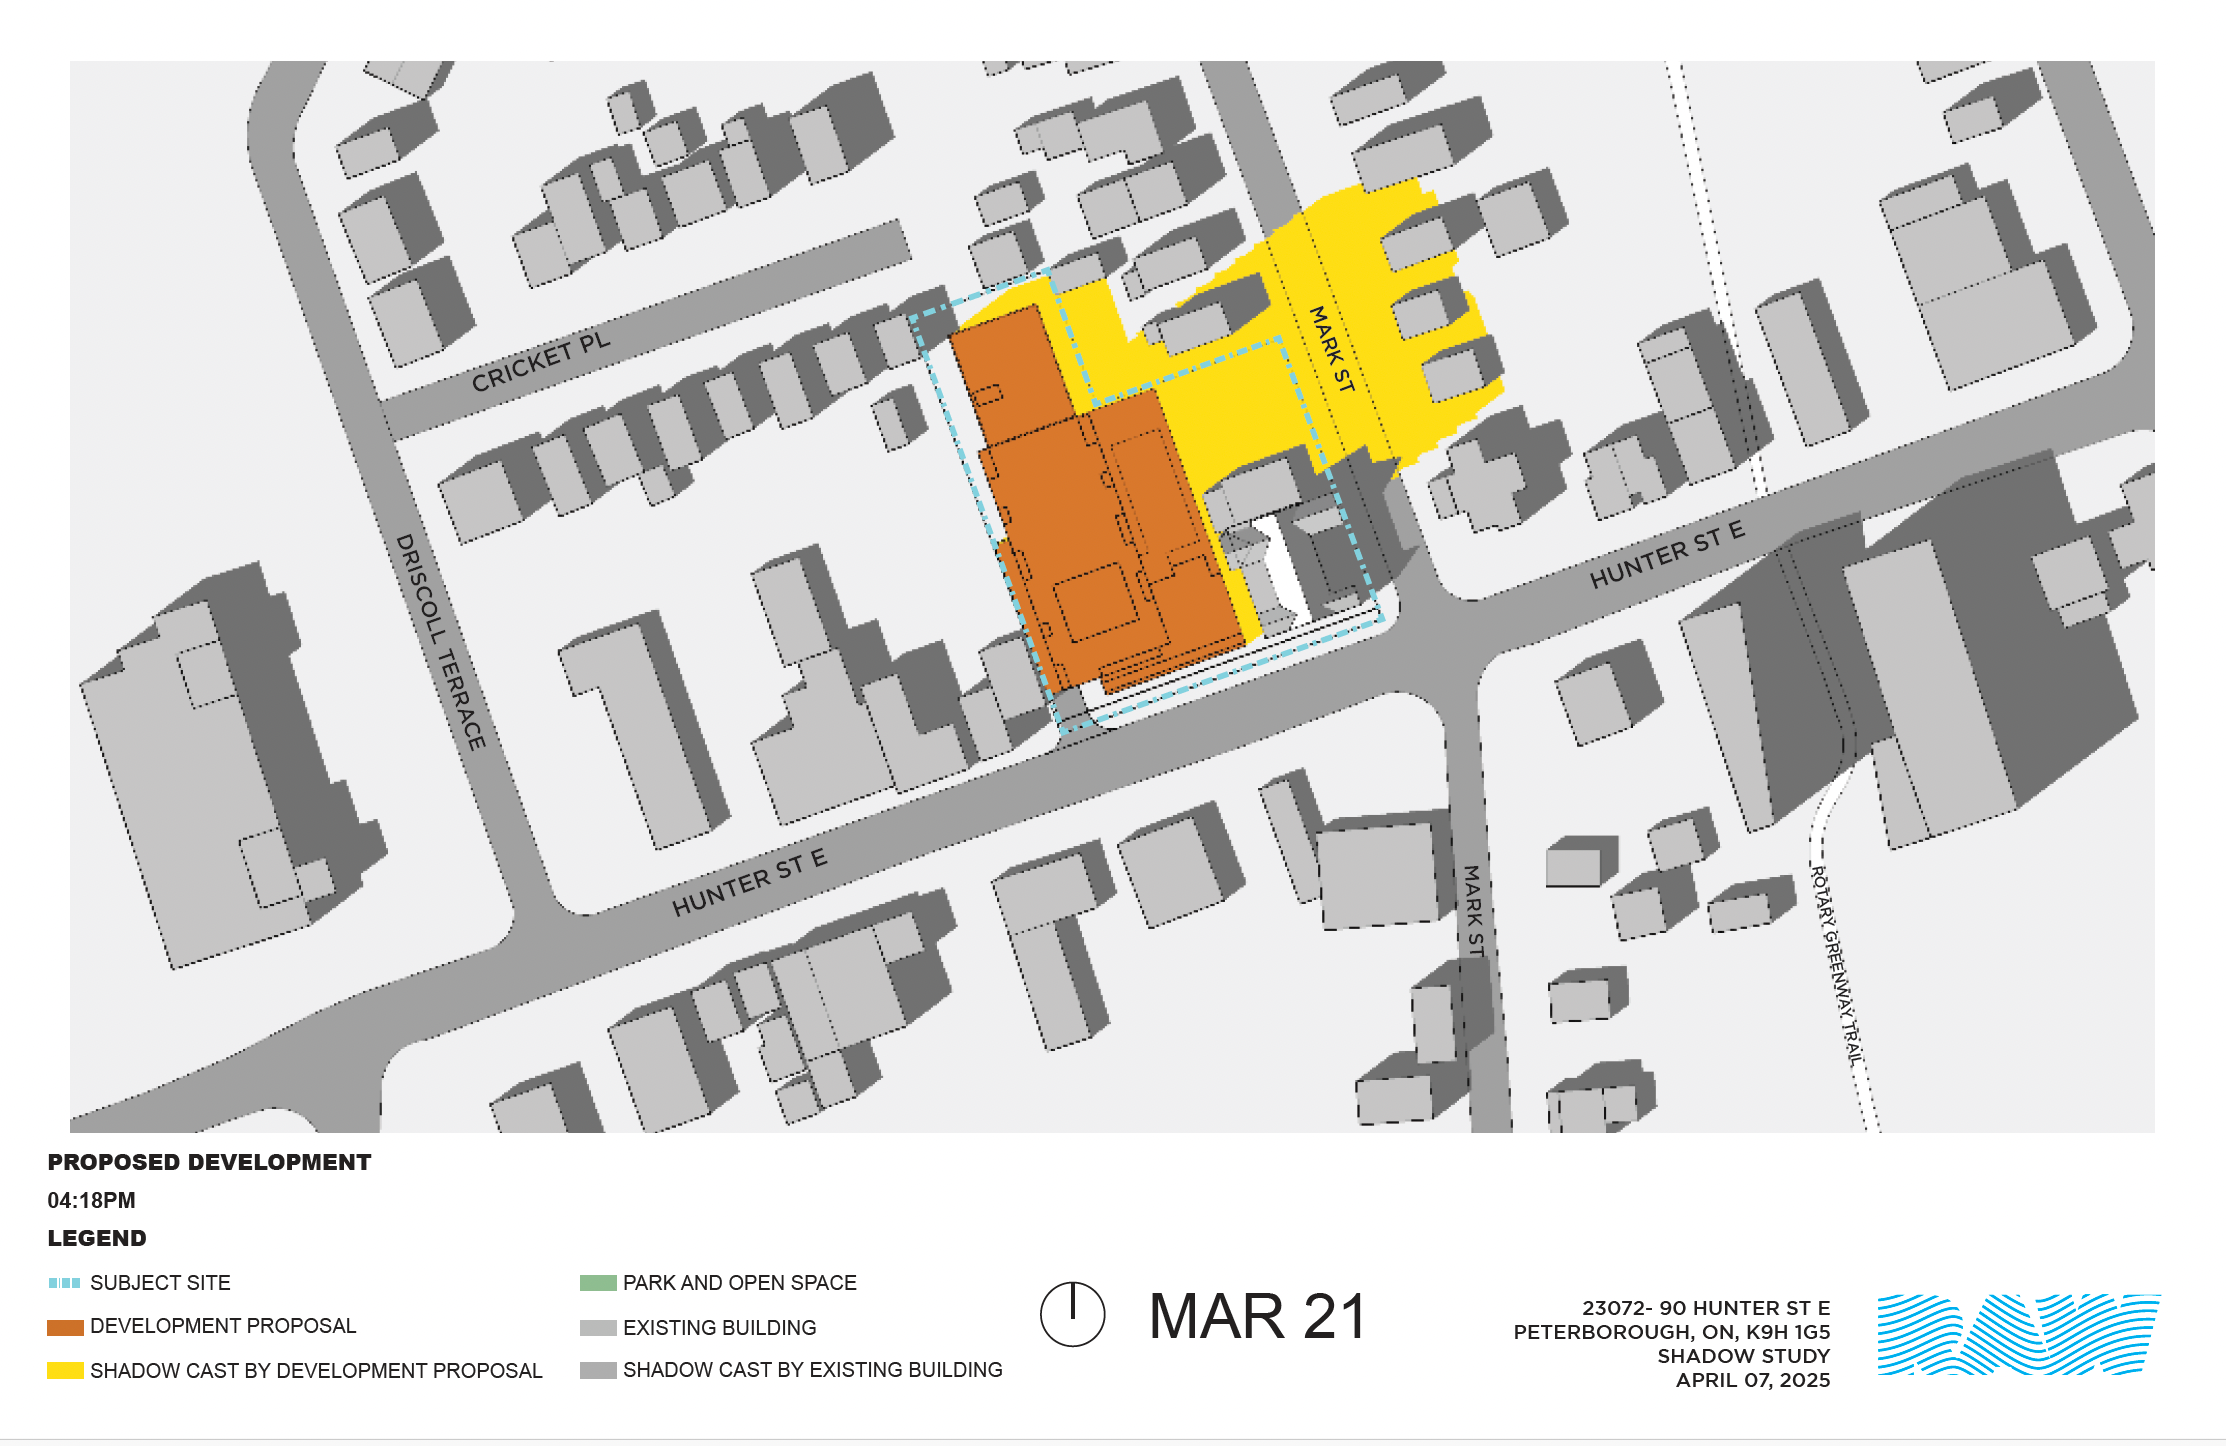 MARK ST
CRICKET PL
DRISCOLL TERRACE
HUNTER ST E
HUNTER ST E
MARK ST
ROTARY GREENWAY TRAIL
PROPOSED DEVELOPMENT
04:18PM
LEGEND
SUBJECT SITE
DEVELOPMENT PROPOSAL
SHADOW CAST BY DEVELOPMENT PROPOSAL
PARK AND OPEN SPACE
EXISTING BUILDING
SHADOW CAST BY EXISTING BUILDING
MAR 21
23072- 90 HUNTER ST E
PETERBOROUGH, ON, K9H 1G5
SHADOW STUDY
APRIL 07, 2025